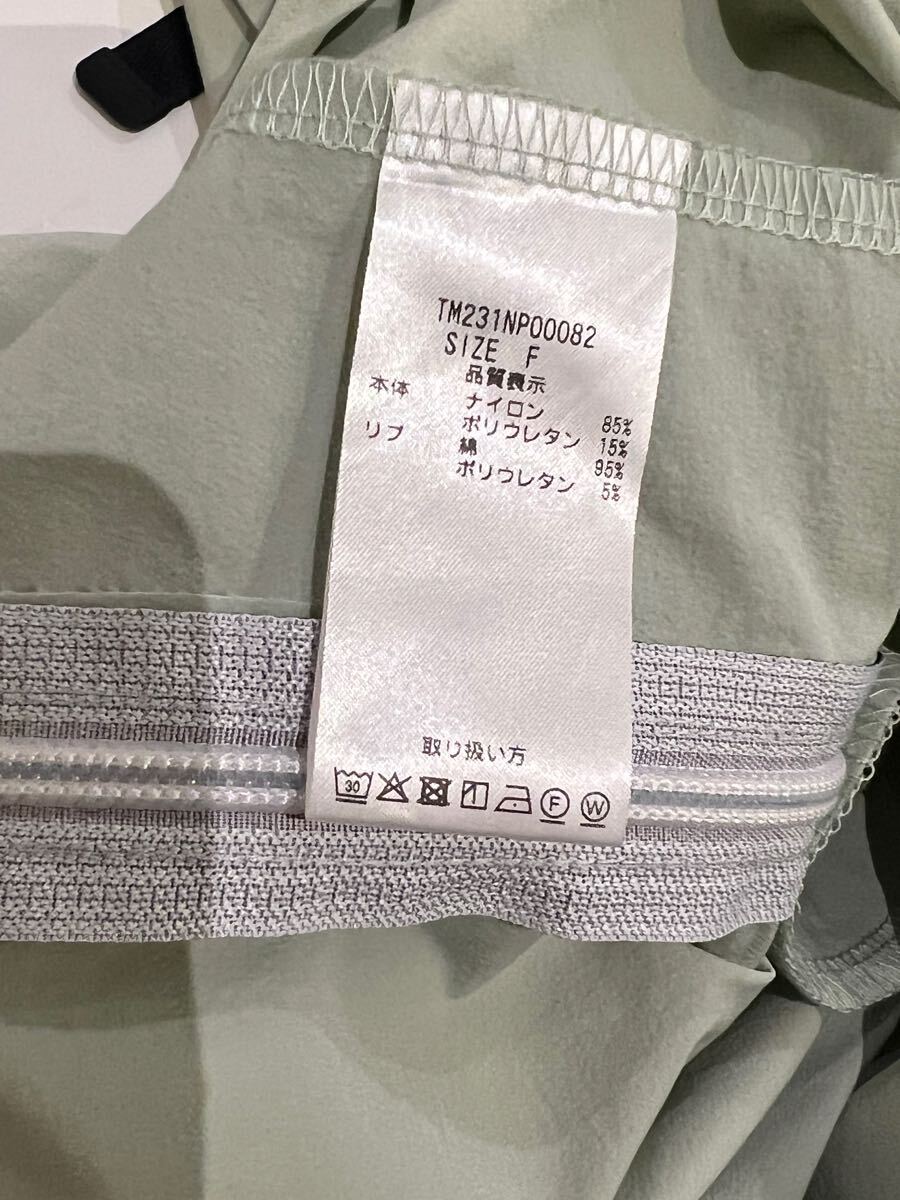 TM231NP00082
SIZE F
品質表示
本体 ナイロン 85%
ポリウレタン 15%
リブ 綿 95%
ポリウレタン 5%
取り扱い方
30 F W